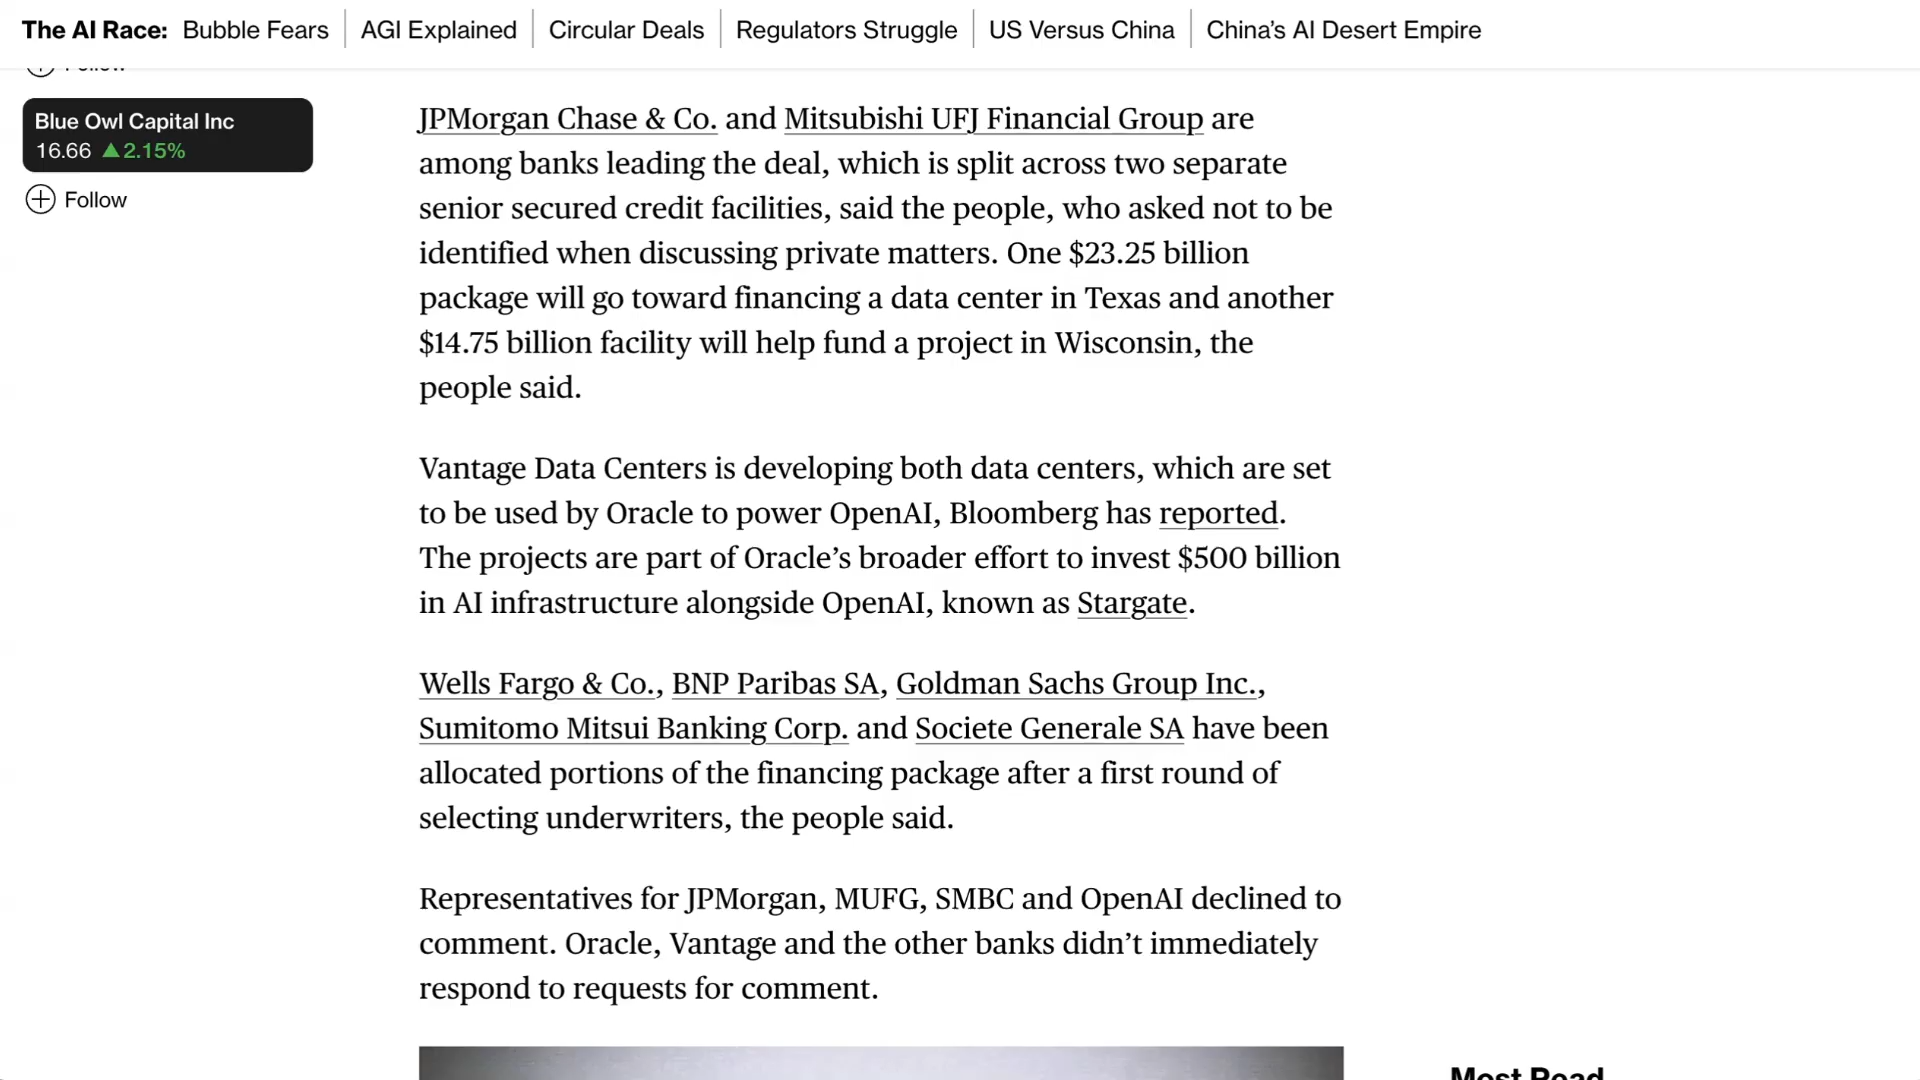 The AI Race: Bubble Fears AGI Explained Circular Deals Regulators Struggle US Versus China China’s AI Desert Empire
Blue Owl Capital Inc
16.66 ▲2.15%
Follow
JPMorgan Chase & Co. and Mitsubishi UFJ Financial Group are
among banks leading the deal, which is split across two separate
senior secured credit facilities, said the people, who asked not to be
identified when discussing private matters. One $23.25 billion
package will go toward financing a data center in Texas and another
$14.75 billion facility will help fund a project in Wisconsin, the
people said.
Vantage Data Centers is developing both data centers, which are set
to be used by Oracle to power OpenAI, Bloomberg has reported.
The projects are part of Oracle’s broader effort to invest $500 billion
in AI infrastructure alongside OpenAI, known as Stargate.
Wells Fargo & Co., BNP Paribas SA, Goldman Sachs Group Inc.,
Sumitomo Mitsui Banking Corp. and Societe Generale SA have been
allocated portions of the financing package after a first round of
selecting underwriters, the people said.
Representatives for JPMorgan, MUFG, SMBC and OpenAI declined to
comment. Oracle, Vantage and the other banks didn’t immediately
respond to requests for comment.
Most Read